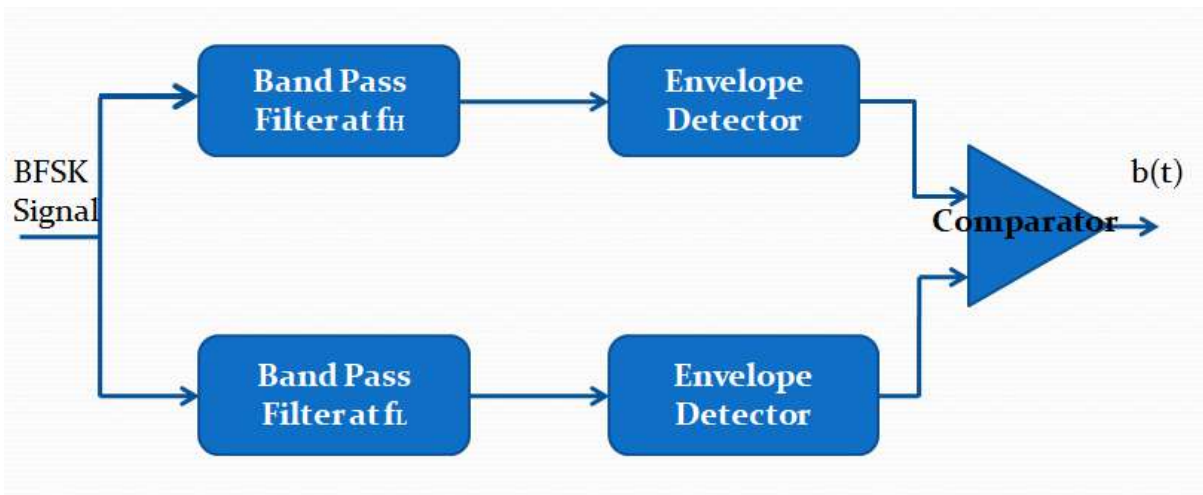 Band Pass
Filter at fH
Envelope
Detector
BFSK
Signal
b(t)
Comparator
Band Pass
Filter at fL
Envelope
Detector